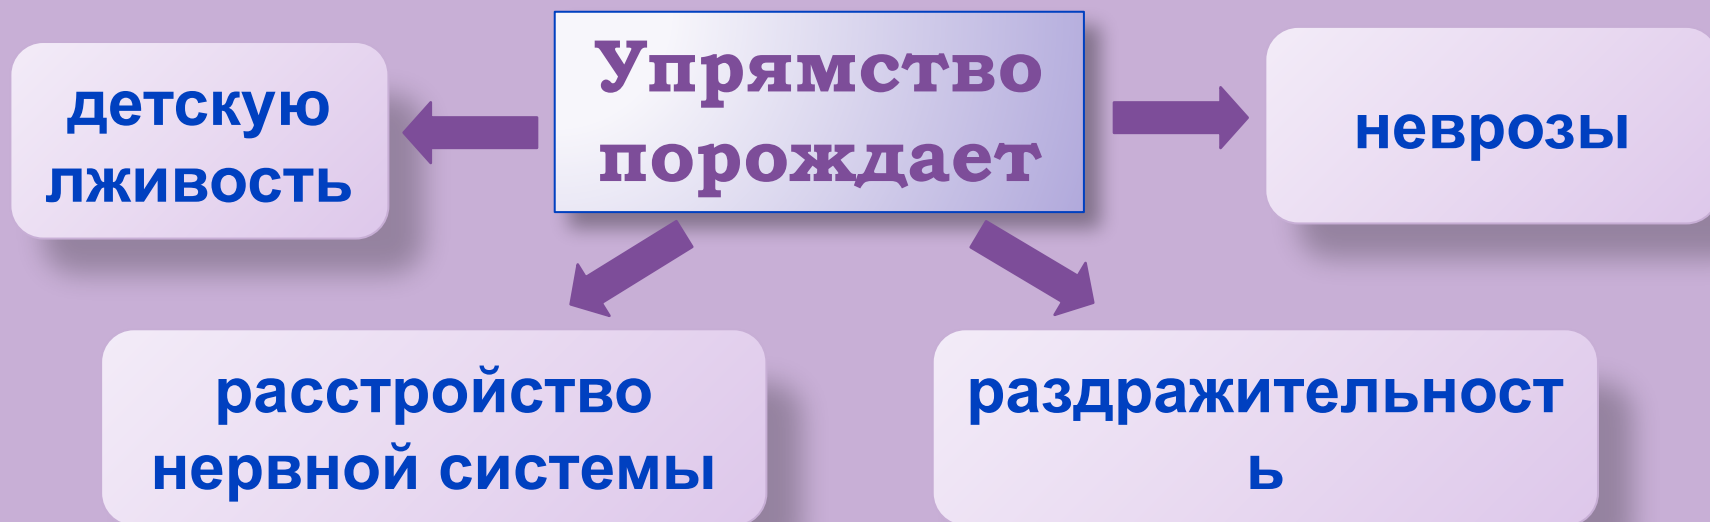 Упрямство
порождает
детскую
лживость
неврозы
расстройство
нервной системы
раздражительност
ь